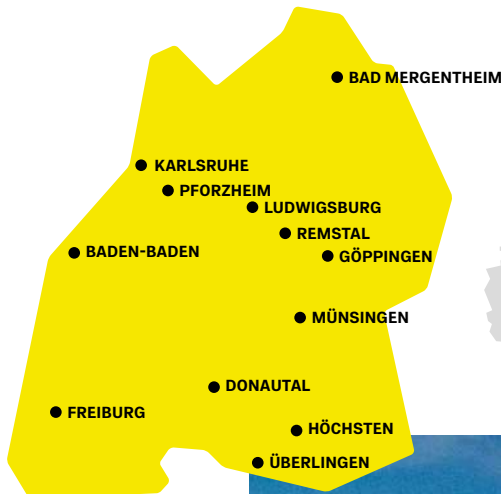 BAD MERGENTHEIM
KARLSRUHE
PFORZHEIM
LUDWIGSBURG
REMSTAL
BADEN-BADEN
GÖPPINGEN
MÜNSINGEN
DONAUTAL
FREIBURG
HÖCHSTEN
ÜBERLINGEN